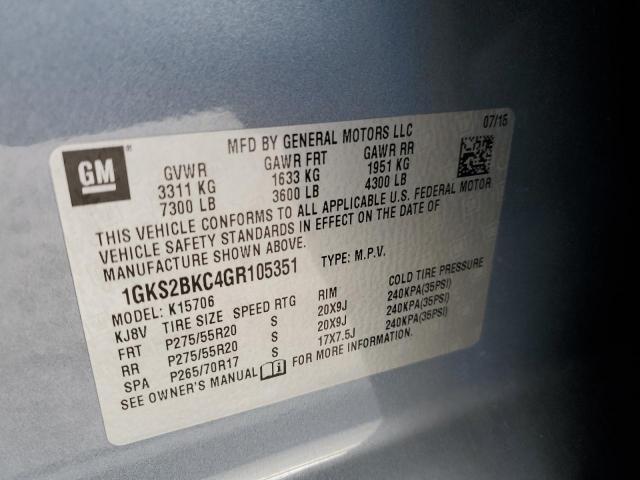 GM
MFD BY GENERAL MOTORS LLC 07/15
GVWR GAWR FRT GAWR RR
3311 KG 1633 KG 1951 KG
7300 LB 3600 LB 4300 LB
THIS VEHICLE CONFORMS TO ALL APPLICABLE U.S. FEDERAL MOTOR
VEHICLE SAFETY STANDARDS IN EFFECT ON THE DATE OF
MANUFACTURE SHOWN ABOVE.
1GKS2BKC4GR105351 TYPE: M.P.V.
MODEL: K15706
KJ8V TIRE SIZE SPEED RTG RIM COLD TIRE PRESSURE
FRT P275/55R20 S 20X9J 240KPA(35PSI)
RR P275/55R20 S 20X9J 240KPA(35PSI)
SPA P265/70R17 S 17X7.5J 240KPA(35PSI)
SEE OWNER'S MANUAL FOR MORE INFORMATION.